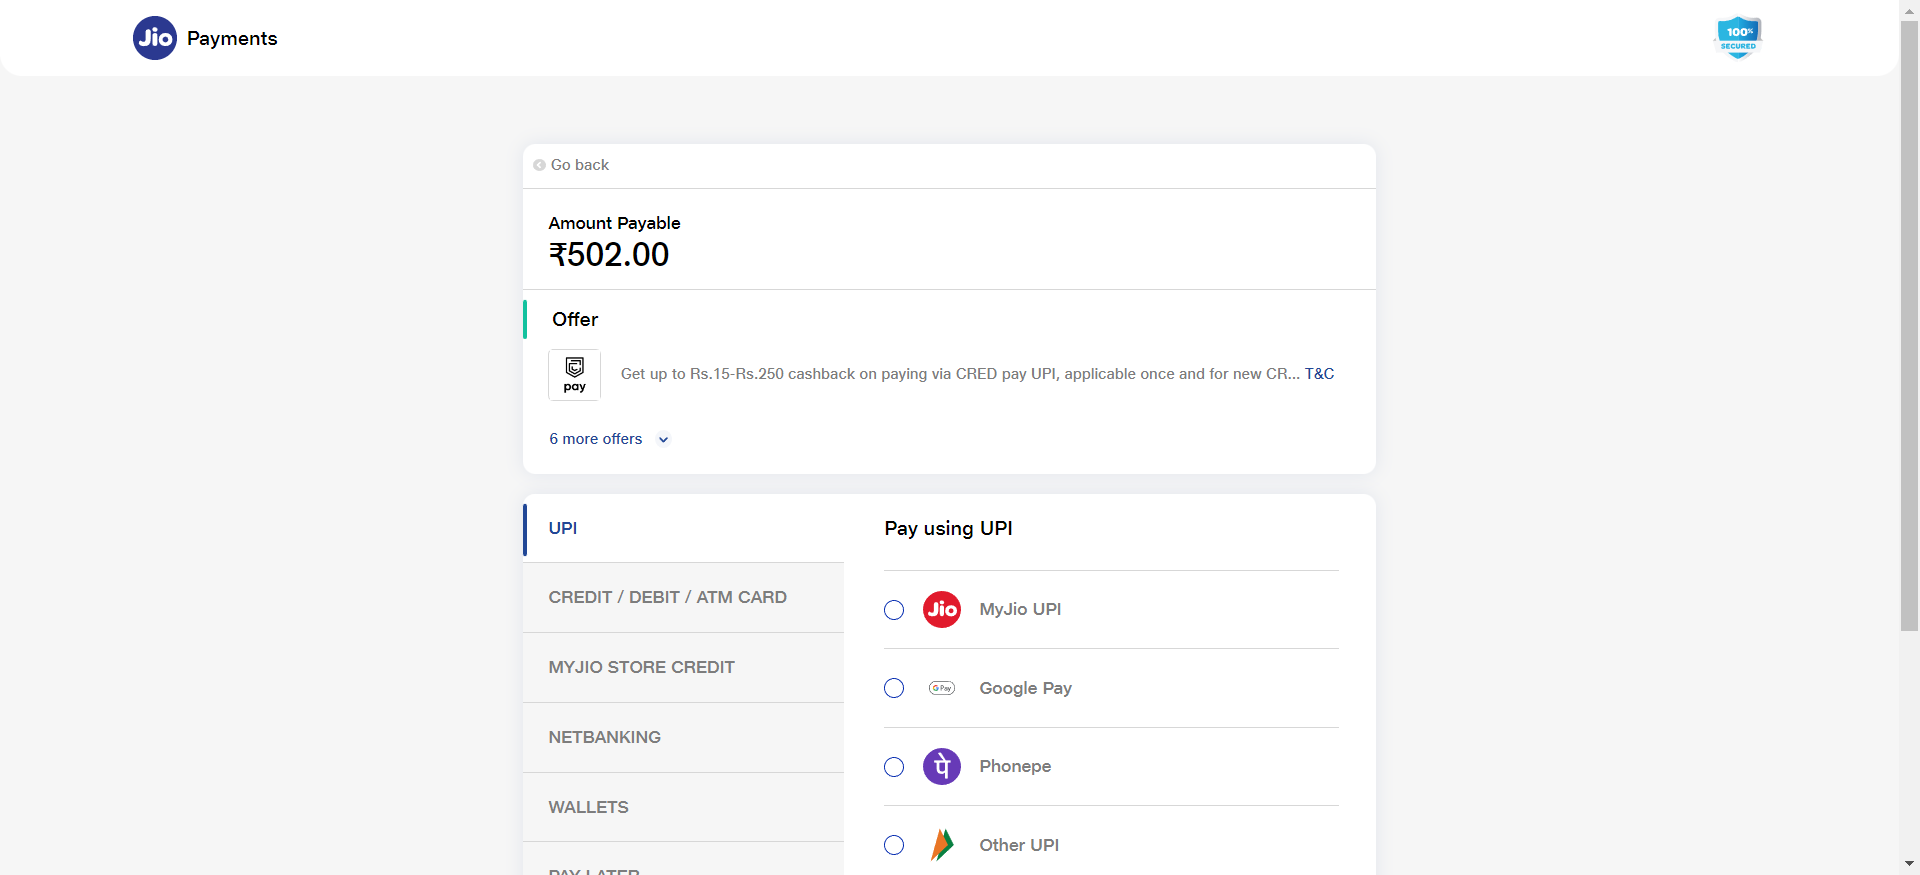 Jio Payments
100%
SECURED
Go back
Amount Payable
₹502.00
Offer
pay
Get up to Rs.15-Rs.250 cashback on paying via CRED pay UPI, applicable once and for new CR... T&C
6 more offers
UPI
CREDIT / DEBIT / ATM CARD
MYJIO STORE CREDIT
NETBANKING
WALLETS
PAY LATER
Pay using UPI
Jio MyJio UPI
G Pay Google Pay
पे Phonepe
Other UPI